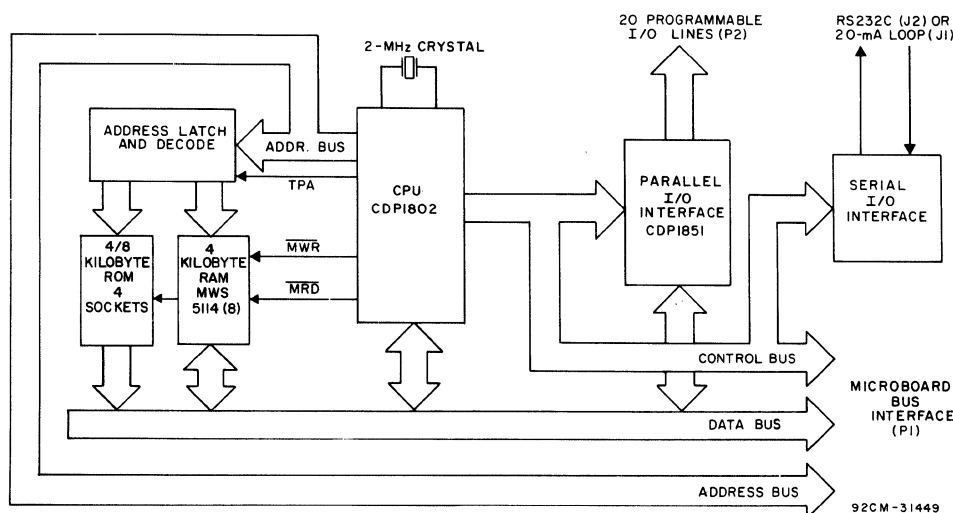 20 PROGRAMMABLE
I/O LINES (P2)
RS232C (J2) OR
20-mA LOOP (J1)
2-MHz CRYSTAL
ADDRESS LATCH
AND DECODE
ADDR. BUS
TPA
CPU
CDP1802
PARALLEL
I/O
INTERFACE
CDP1851
SERIAL
I/O
INTERFACE
4/8
KILOBYTE
ROM
4
SOCKETS
4
KILOBYTE
RAM
MWS
5114 (8)
MWR
MRD
CONTROL BUS
MICROBOARD
BUS
INTERFACE
(P1)
DATA BUS
ADDRESS BUS
92CM-31449